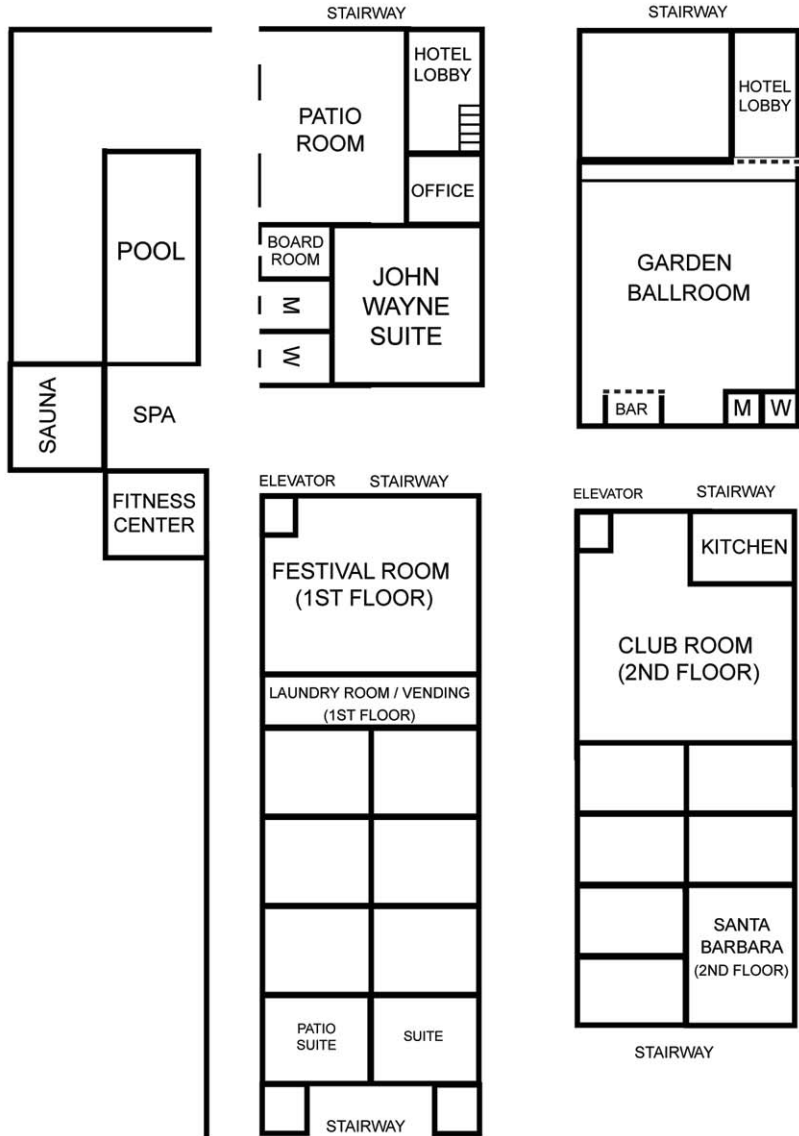 STAIRWAY
HOTEL
LOBBY
PATIO
ROOM
OFFICE
POOL
BOARD
ROOM
JOHN
WAYNE
SUITE
M
W
SAUNA
SPA
FITNESS
CENTER
STAIRWAY
HOTEL
LOBBY
GARDEN
BALLROOM
BAR
M
W
ELEVATOR
STAIRWAY
FESTIVAL ROOM
(1ST FLOOR)
LAUNDRY ROOM / VENDING
(1ST FLOOR)
PATIO
SUITE
SUITE
STAIRWAY
ELEVATOR
STAIRWAY
KITCHEN
CLUB ROOM
(2ND FLOOR)
SANTA
BARBARA
(2ND FLOOR)
STAIRWAY